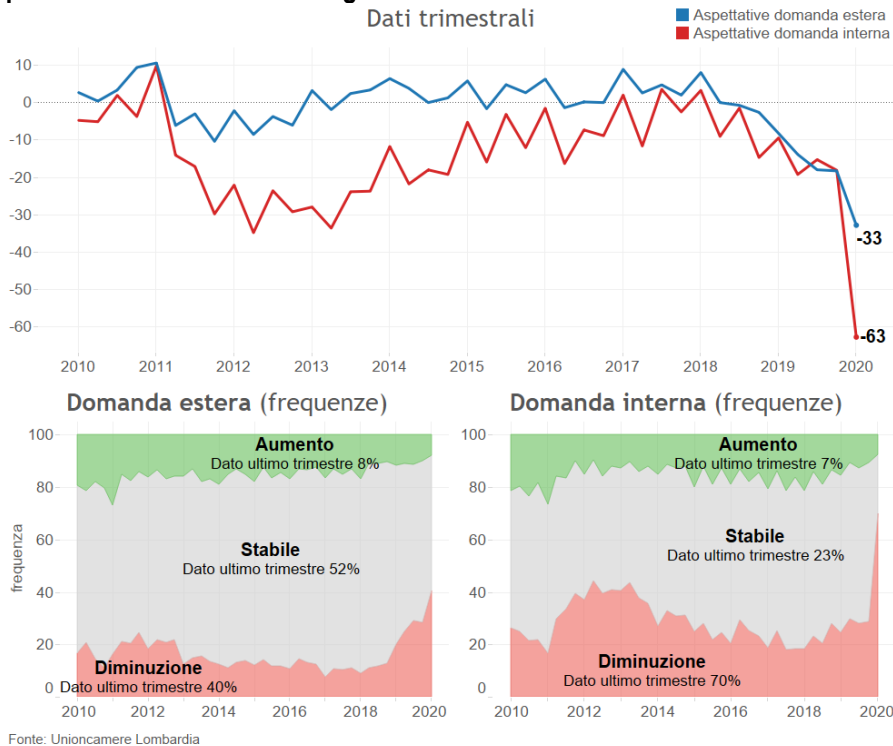 Dati trimestrali
Aspettative domanda estera
Aspettative domanda interna
10
0
-10
-20
-30
-40
-50
-60
-33
-63
2010 2011 2012 2013 2014 2015 2016 2017 2018 2019 2020
Domanda estera (frequenze)
100
80
60
40
20
0
frequenza
Aumento
Dato ultimo trimestre 8%
Stabile
Dato ultimo trimestre 52%
Diminuzione
Dato ultimo trimestre 40%
2010 2012 2014 2016 2018 2020
Domanda interna (frequenze)
100
80
60
40
20
0
Aumento
Dato ultimo trimestre 7%
Stabile
Dato ultimo trimestre 23%
Diminuzione
Dato ultimo trimestre 70%
2010 2012 2014 2016 2018 2020
Fonte: Unioncamere Lombardia